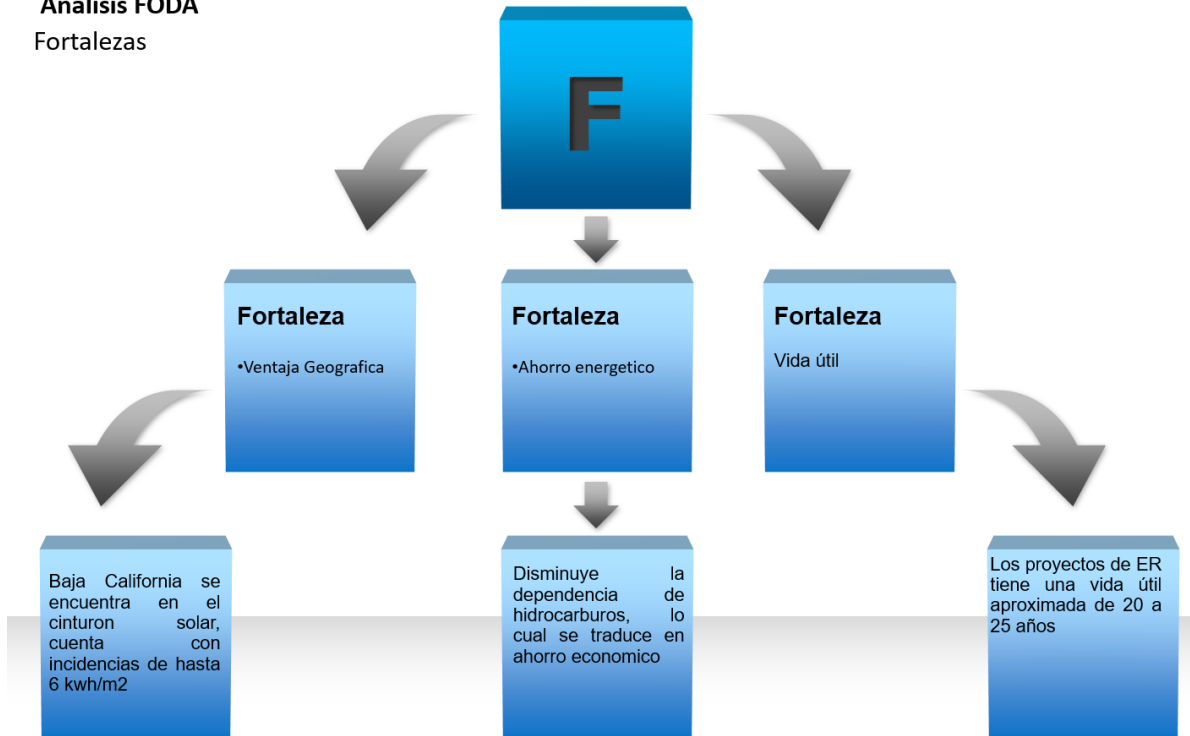 Análisis FODA
Fortalezas
F
Fortaleza
•Ventaja Geografica
Fortaleza
•Ahorro energetico
Fortaleza
Vida útil
Baja California se
encuentra en el
cinturon solar,
cuenta con
incidencias de hasta
6 kwh/m2
Disminuye la
dependencia de
hidrocarburos, lo
cual se traduce en
ahorro economico
Los proyectos de ER
tiene una vida útil
aproximada de 20 a
25 años